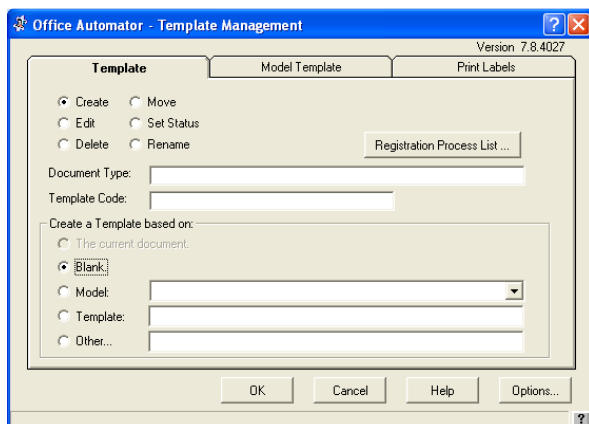 Office Automator - Template Management
Version 7.8.4027
Template Model Template Print Labels
Create Move
Edit Set Status
Delete Rename
Registration Process List ...
Document Type:
Template Code:
Create a Template based on:
The current document.
Blank.
Model:
Template:
Other...
OK Cancel Help Options...
?